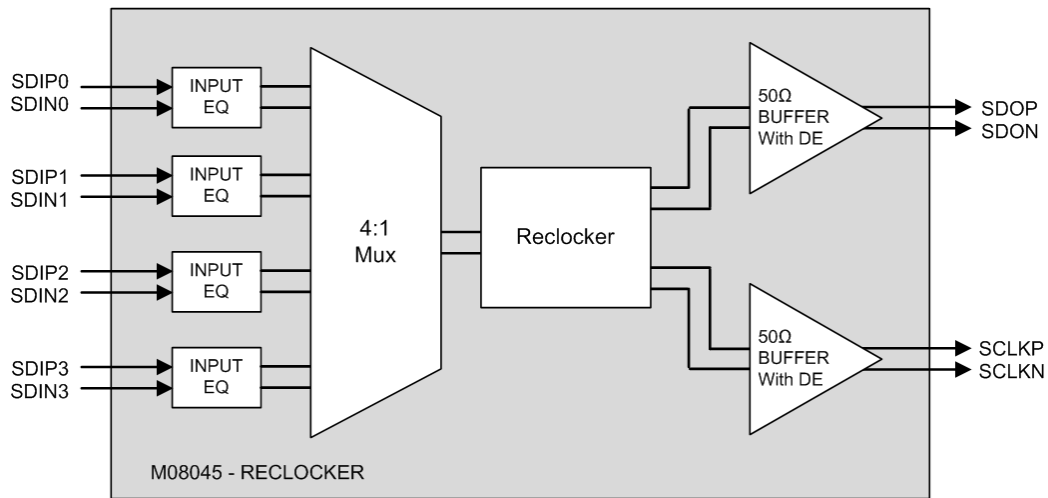 SDIP0
SDIN0
INPUT
EQ
SDIP1
SDIN1
INPUT
EQ
SDIP2
SDIN2
INPUT
EQ
SDIP3
SDIN3
INPUT
EQ
4:1
Mux
Reclocker
50Ω
BUFFER
With DE
SDOP
SDON
50Ω
BUFFER
With DE
SCLKP
SCLKN
M08045 - RECLOCKER